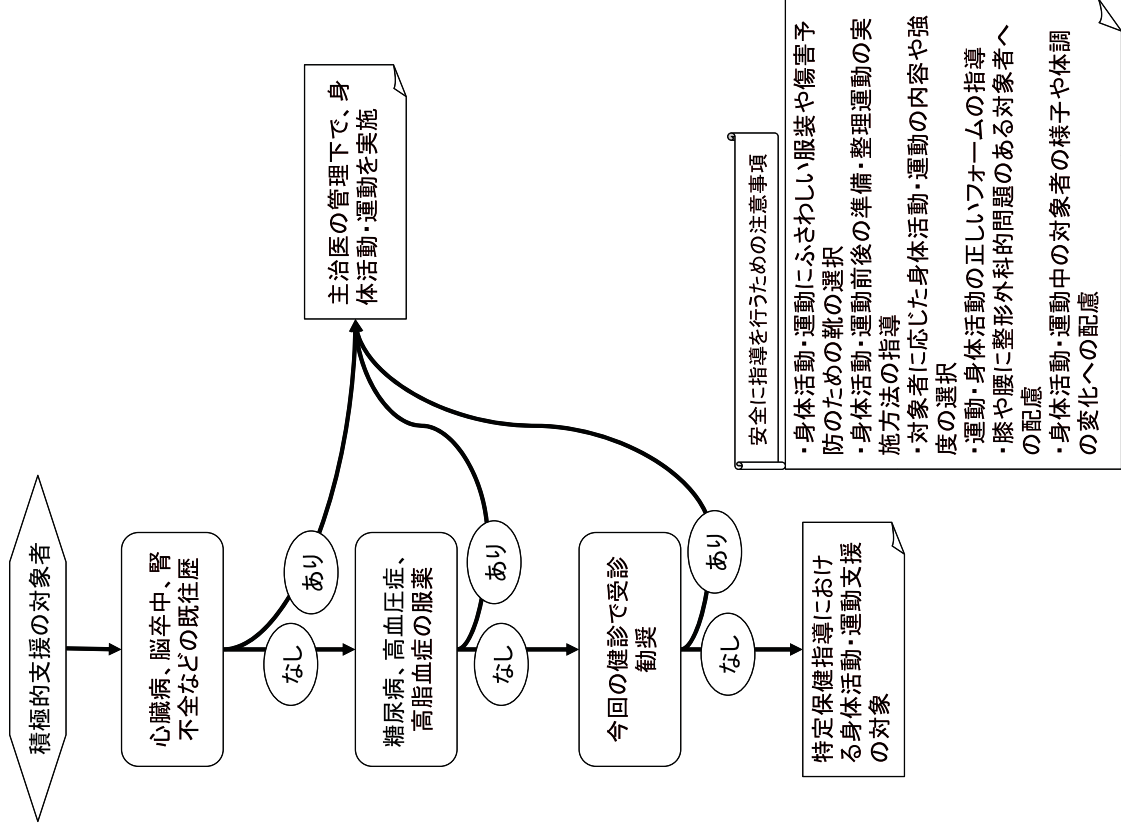 積極的支援の対象者
心臓病、脳卒中、腎
不全などの既往歴
あり
なし
主治医の管理下で、身
体活動・運動を実施
糖尿病、高血圧症、
高脂血症の服薬
あり
なし
今回の健診で受診
勧奨
あり
なし
特定保健指導におけ
る身体活動・運動支援
の対象
安全に指導を行うための注意事項
・身体活動・運動にふさわしい服装や傷害予
防のための靴の選択
・身体活動・運動前後の準備・整理運動の実
施方法の指導
・対象者に応じた身体活動・運動の内容や強
度の選択
・運動・身体活動の正しいフォームの指導
・膝や腰に整形外科的問題のある対象者へ
の配慮
・身体活動・運動中の対象者の様子や体調
の変化への配慮